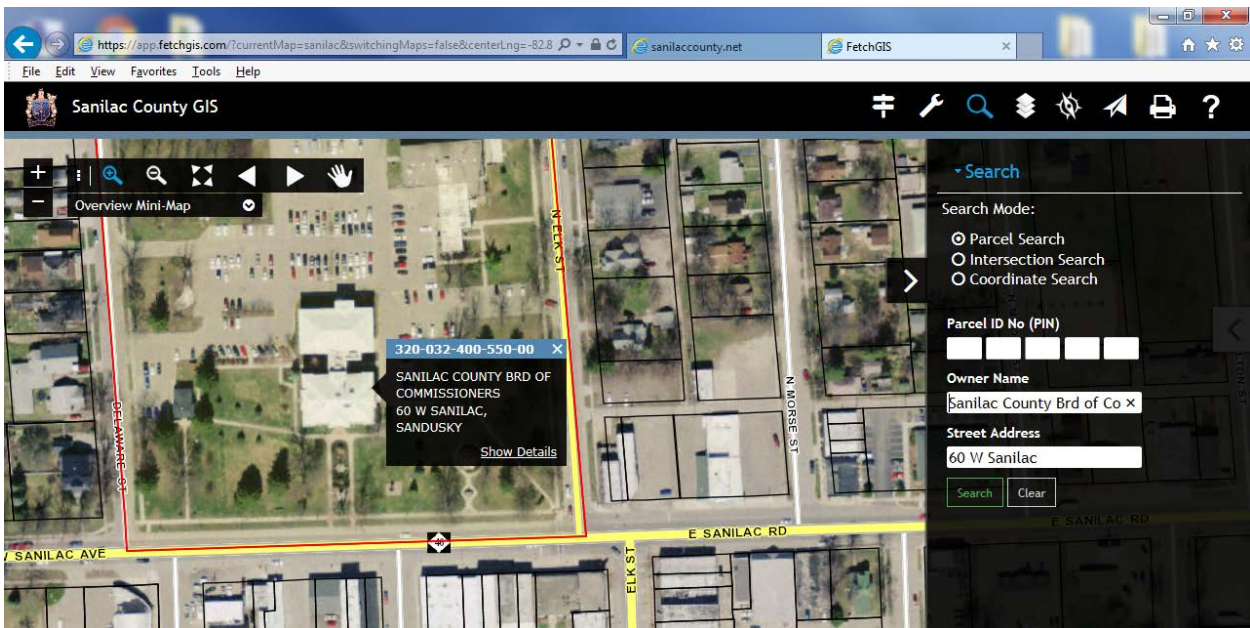 https://app.fetchgis.com/?currentMap=sanilac&switchingMaps=false&centerLng=-82.8
sanilaccounty.net
FetchGIS
File Edit View Favorites Tools Help
Sanilac County GIS
Overview Mini-Map
N ELK ST
DELAWARE CT
320-032-400-550-00
SANILAC COUNTY BRD OF
COMMISSIONERS
60 W SANILAC,
SANDUSKY
Show Details
N MORSE ST
W SANILAC AVE
46
E SANILAC RD
ELK ST
Search
Search Mode:
Parcel Search
Intersection Search
Coordinate Search
Parcel ID No (PIN)
Owner Name
Sanilac County Brd of Co
Street Address
60 W Sanilac
Search Clear
E SANILAC RD